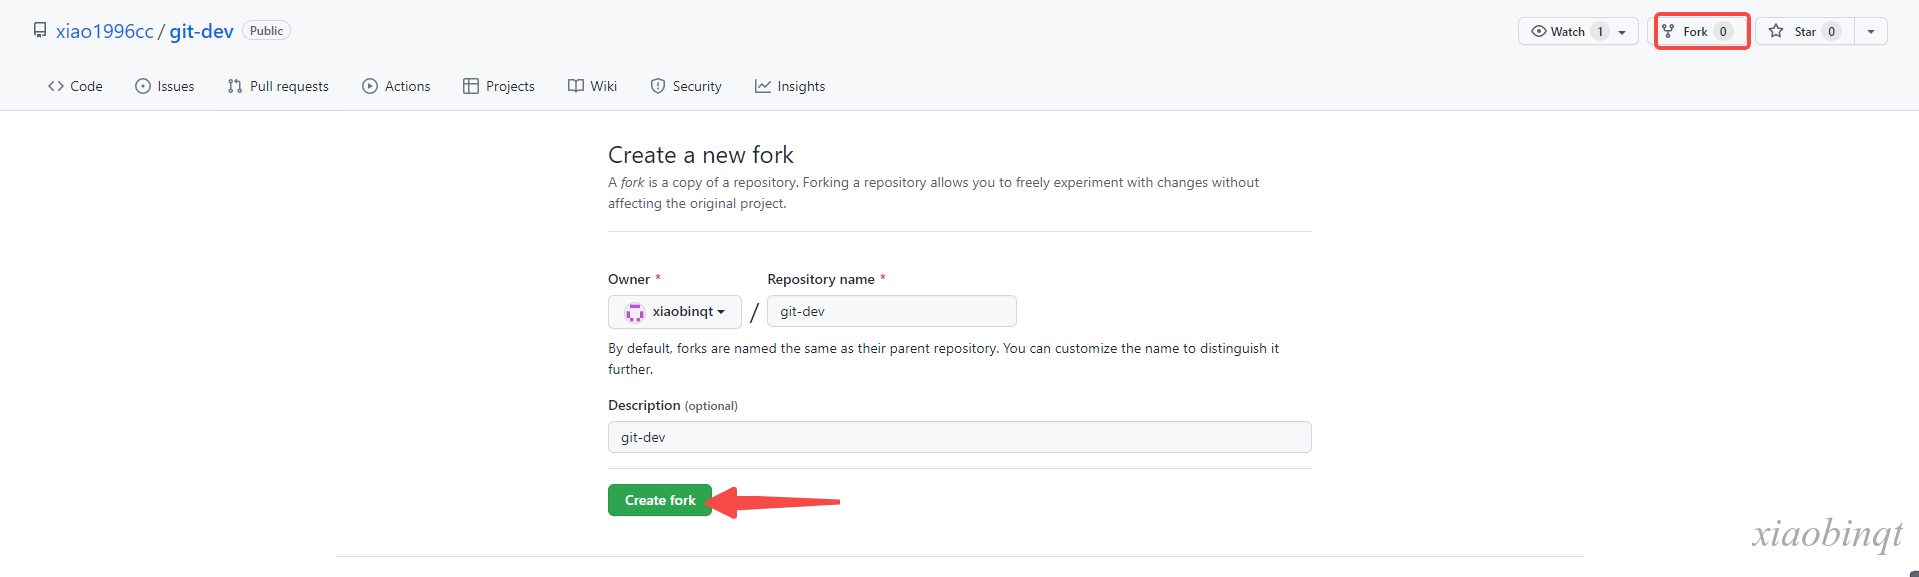 xiao1996cc / git-dev Public Watch 1 Fork 0 Star 0
Code Issues Pull requests Actions Projects Wiki Security Insights
Create a new fork
A fork is a copy of a repository. Forking a repository allows you to freely experiment with changes without
affecting the original project.
Owner * Repository name *
xiaobinqt / git-dev
By default, forks are named the same as their parent repository. You can customize the name to distinguish it
further.
Description (optional)
git-dev
Create fork
xiaobinqt